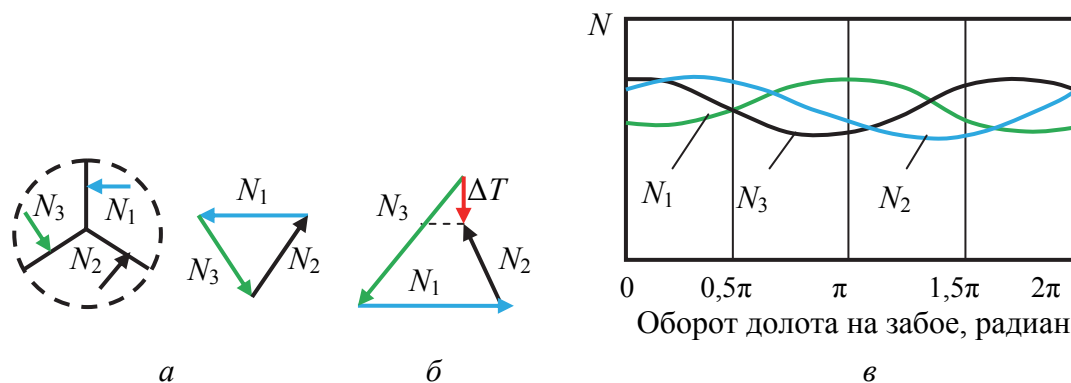 N₃
N₁
N₂
а
N₁
N₃
N₂
N₃
ΔT
N₁
N₂
б
N
N₁
N₃
N₂
0 0,5π π 1,5π 2π
Оборот долота на забое, радиан
в